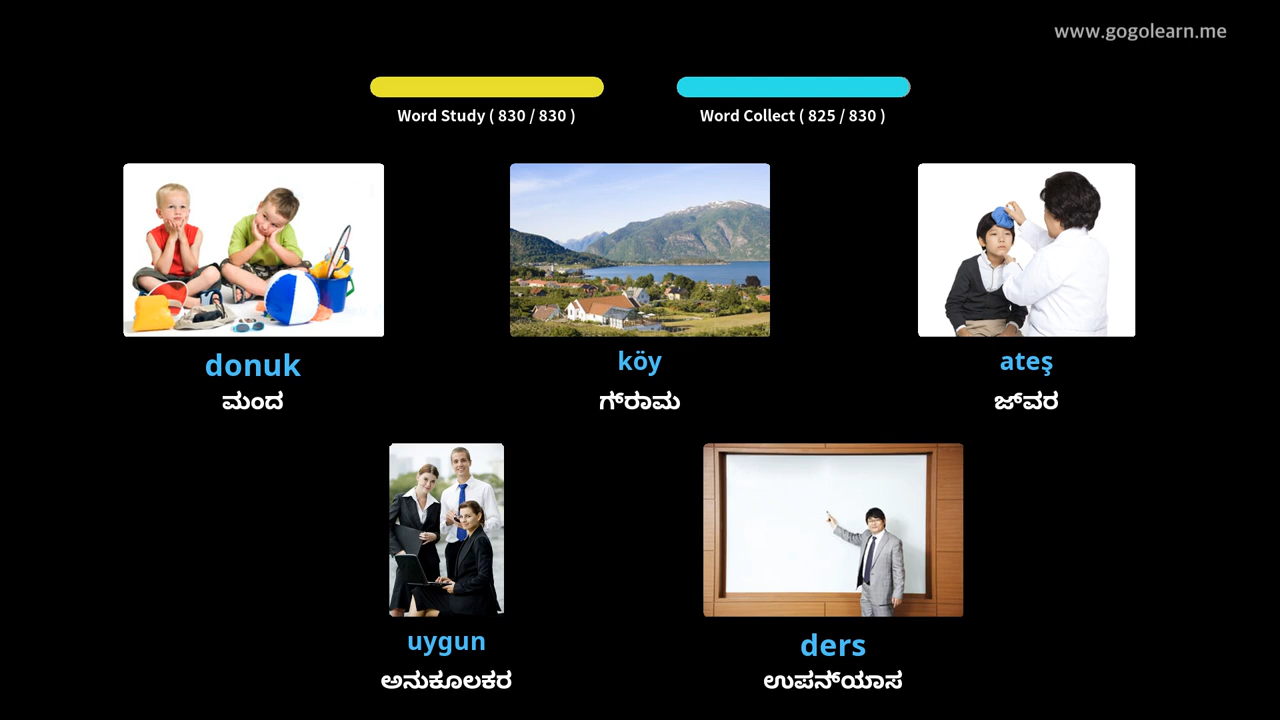 www.gogolearn.me
Word Study ( 830 / 830 )
Word Collect ( 825 / 830 )
donuk
ಮಂದ
köy
ಗ್ರಾಮ
ateş
ಜ್ವರ
uygun
ಅನುಕೂಲಕರ
ders
ಉಪನ್ಯಾಸ